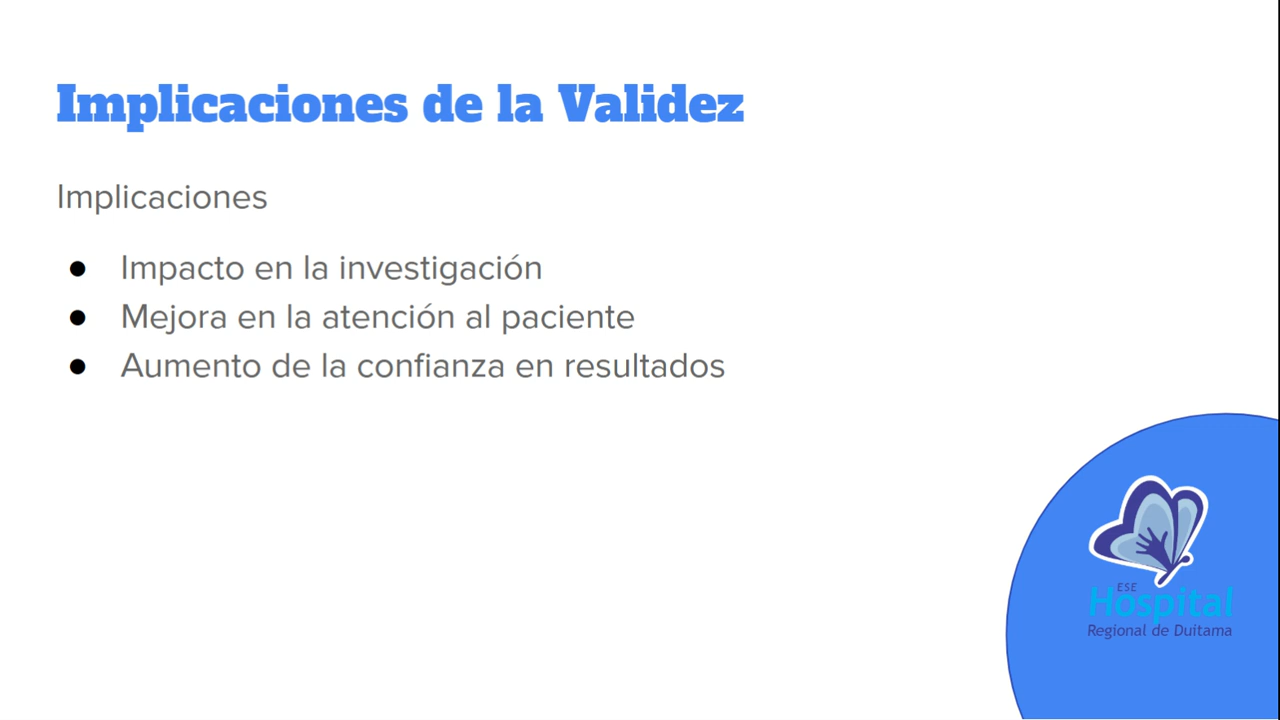 Implicaciones de la Validez
Implicaciones
● Impacto en la investigación
● Mejora en la atención al paciente
● Aumento de la confianza en resultados
ESE
Hospital
Regional de Duitama